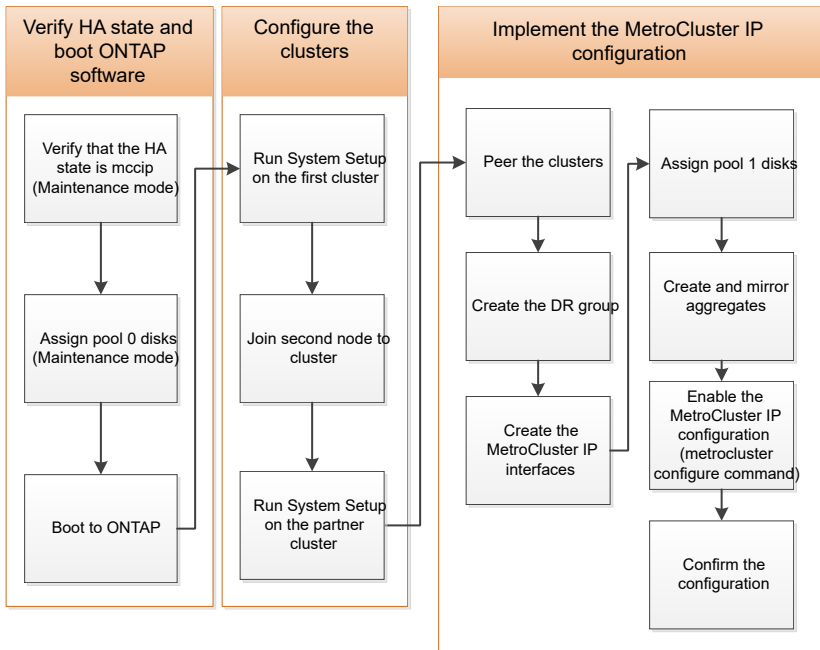 Verify HA state and
boot ONTAP
software
Verify that the HA
state is mccip
(Maintenance mode)
Assign pool 0 disks
(Maintenance mode)
Boot to ONTAP
Configure the
clusters
Run System Setup
on the first cluster
Join second node to
cluster
Run System Setup
on the partner
cluster
Implement the MetroCluster IP
configuration
Peer the clusters
Create the DR group
Create the
MetroCluster IP
interfaces
Assign pool 1 disks
Create and mirror
aggregates
Enable the
MetroCluster IP
configuration
(metrocluster
configure command)
Confirm the
configuration